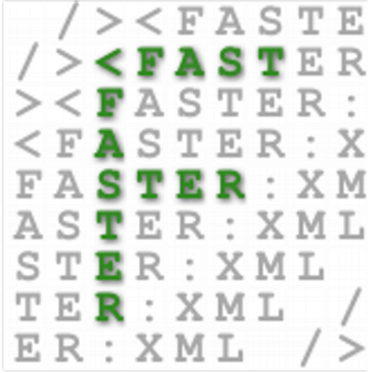 /><FASTE
/><FASTER
><FASTER:
<FASTER:X
FASTER:XM
ASTER:XML
STER:XML
TER:XML /
ER:XML />